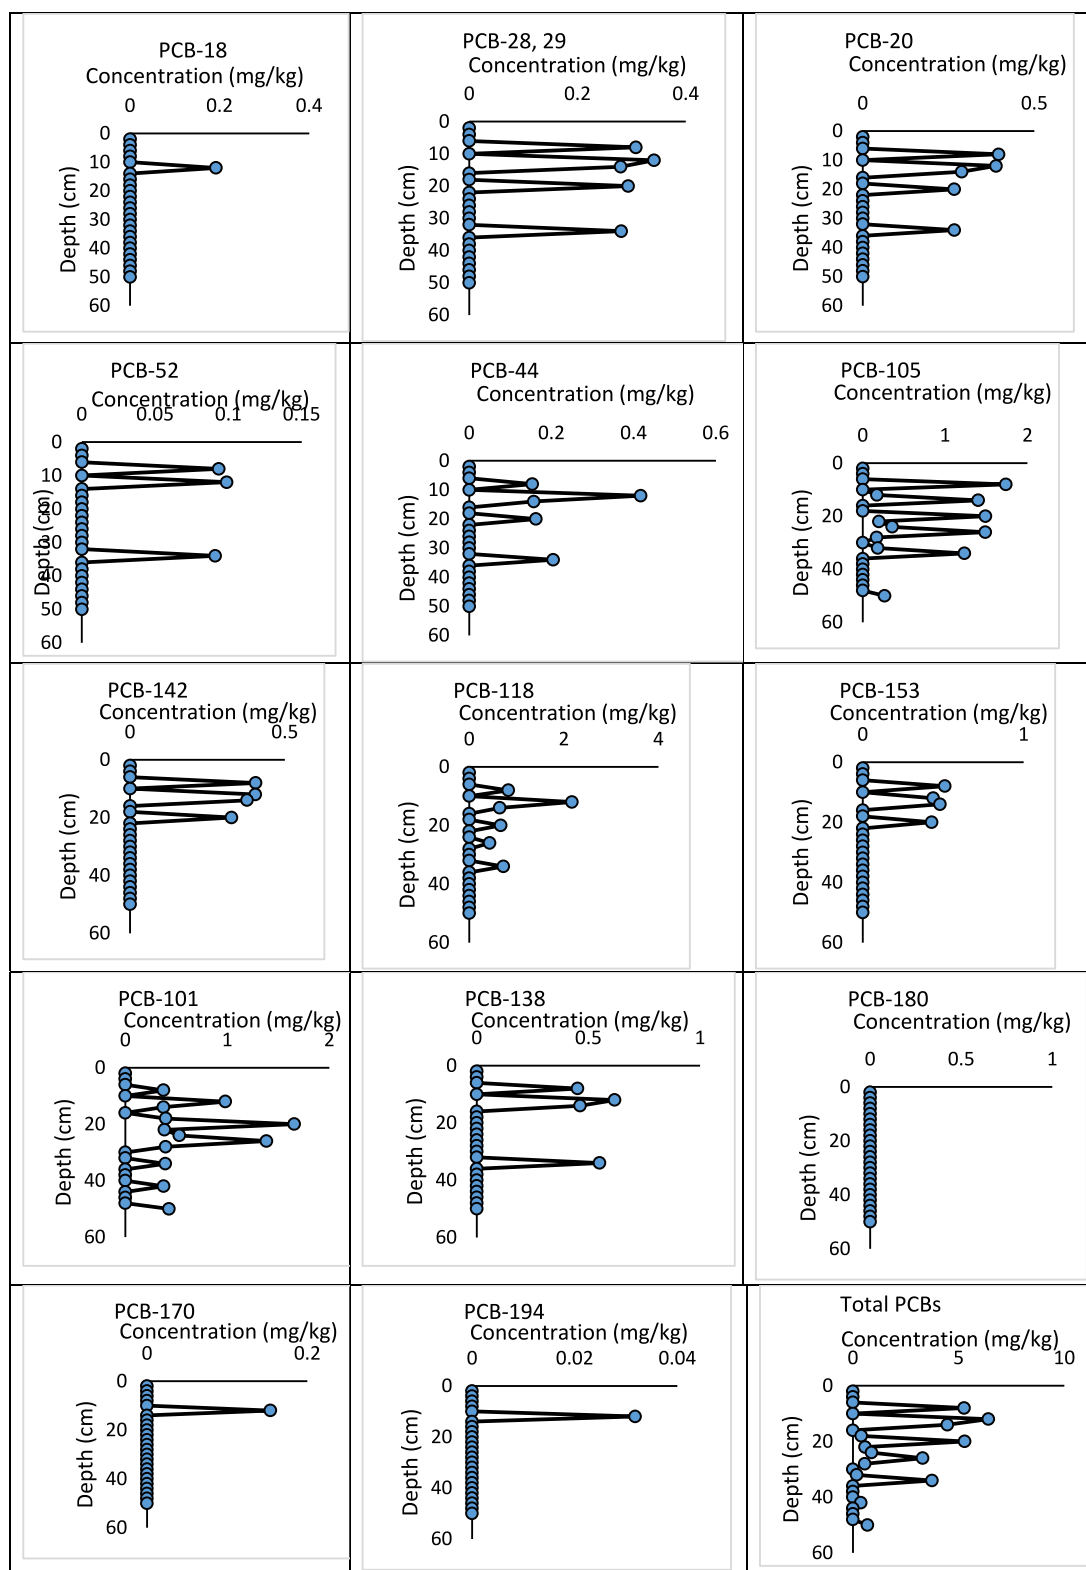 PCB-18
Concentration (mg/kg)
0 0.2 0.4
0
10
20
30
40
50
60
Depth (cm)
PCB-28, 29
Concentration (mg/kg)
0 0.2 0.4
0
10
20
30
40
50
60
Depth (cm)
PCB-20
Concentration (mg/kg)
0 0.5
0
10
20
30
40
50
60
Depth (cm)
PCB-52
Concentration (mg/kg)
0 0.05 0.1 0.15
0
10
20
30
40
50
60
Depth (cm)
PCB-44
Concentration (mg/kg)
0 0.2 0.4 0.6
0
10
20
30
40
50
60
Depth (cm)
PCB-105
Concentration (mg/kg)
0 1 2
0
20
40
60
Depth (cm)
PCB-142
Concentration (mg/kg)
0 0.5
0
20
40
60
Depth (cm)
PCB-118
Concentration (mg/kg)
0 2 4
0
20
40
60
Depth (cm)
PCB-153
Concentration (mg/kg)
0 1
0
20
40
60
Depth (cm)
PCB-101
Concentration (mg/kg)
0 1 2
0
20
40
60
Depth (cm)
PCB-138
Concentration (mg/kg)
0 0.5 1
0
20
40
60
Depth (cm)
PCB-180
Concentration (mg/kg)
0 0.5 1
0
20
40
60
Depth (cm)
PCB-170
Concentration (mg/kg)
0 0.2
0
20
40
60
Depth (cm)
PCB-194
Concentration (mg/kg)
0 0.02 0.04
0
20
40
60
Depth (cm)
Total PCBs
Concentration (mg/kg)
0 5 10
0
20
40
60
Depth (cm)